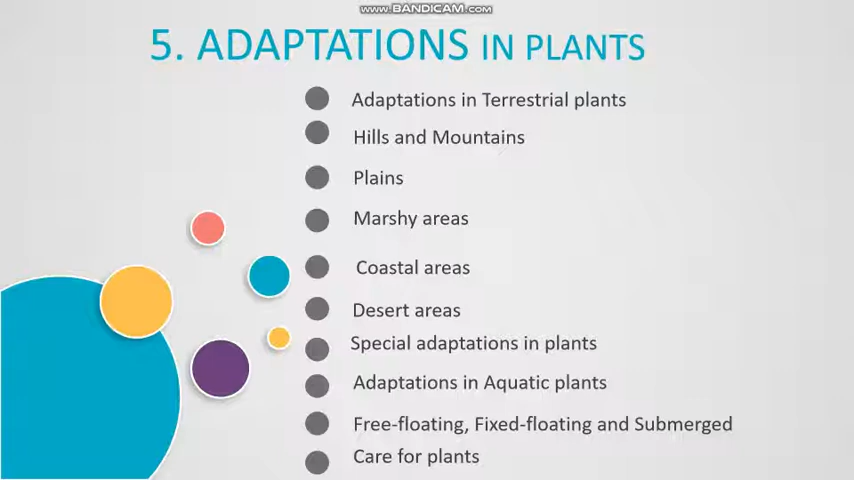 www.BANDICAM.com
5. ADAPTATIONS IN PLANTS
Adaptations in Terrestrial plants
Hills and Mountains
Plains
Marshy areas
Coastal areas
Desert areas
Special adaptations in plants
Adaptations in Aquatic plants
Free-floating, Fixed-floating and Submerged
Care for plants